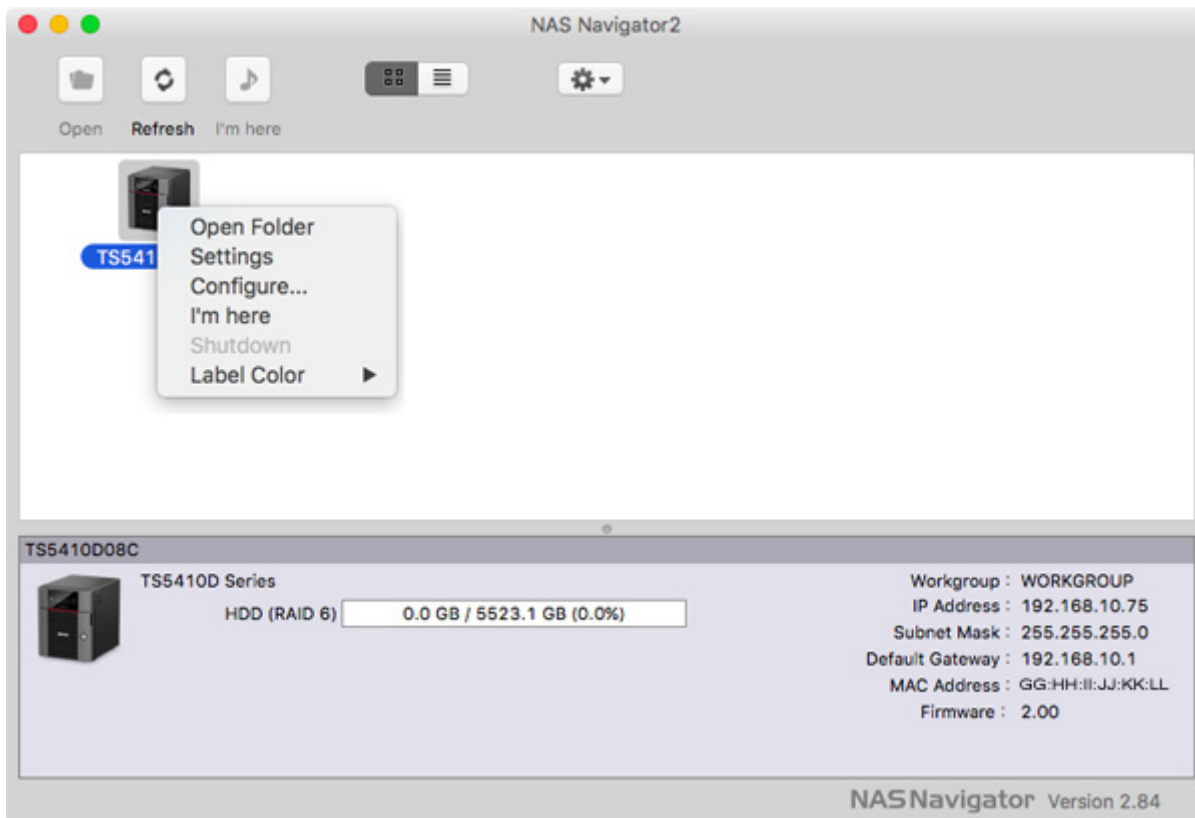 NAS Navigator2
Open Refresh I'm here
TS541
Open Folder
Settings
Configure...
I'm here
Shutdown
Label Color
TS5410D08C
TS5410D Series
HDD (RAID 6) 0.0 GB / 5523.1 GB (0.0%)
Workgroup : WORKGROUP
IP Address : 192.168.10.75
Subnet Mask : 255.255.255.0
Default Gateway : 192.168.10.1
MAC Address : GG:HH:II:JJ:KK:LL
Firmware : 2.00
NASNavigator Version 2.84